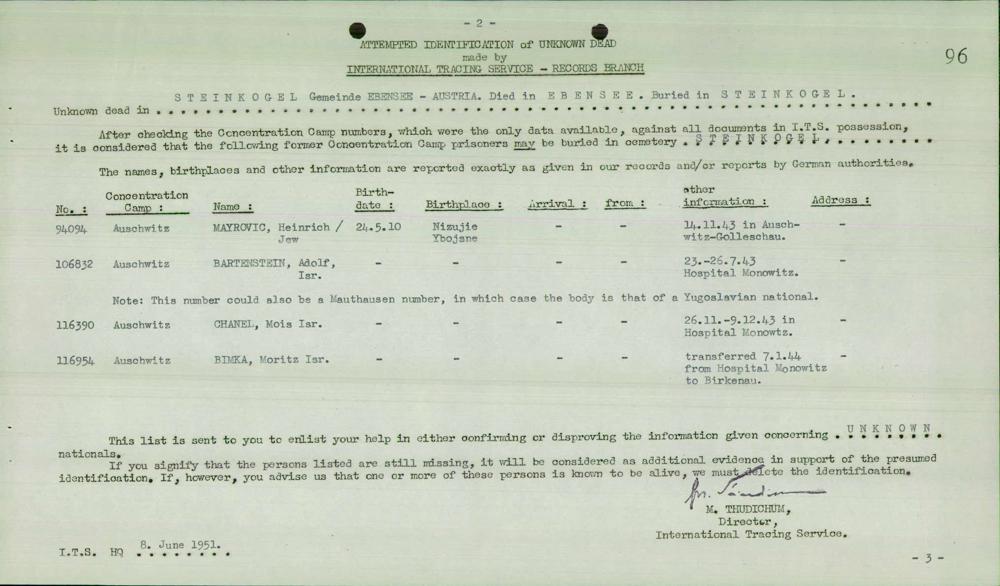 - 2 -
ATTEMPTED IDENTIFICATION of UNKNOWN DEAD
made by
INTERNATIONAL TRACING SERVICE - RECORDS BRANCH
96
Unknown dead in S T E I N K O G E L Gemeinde EBENSEE - AUSTRIA. Died in E B E N S E E. Buried in S T E I N K O G E L.
After checking the Concentration Camp numbers, which were the only data available, against all documents in I.T.S. possession,
it is considered that the following former Concentration Camp prisoners may be buried in cemetery S T E I N K O G E L.
The names, birthplaces and other information are reported exactly as given in our records and/or reports by German authorities.
No. : Concentration Camp : Name : Birth-date : Birthplace : Arrival : from : other information : Address :
94094 Auschwitz MAYROVIC, Heinrich / 24.5.10 Nizujie - - 14.11.43 in Ausch- -
Jew Ybojsne witz-Golleschau.
106832 Auschwitz BARTENSTEIN, Adolf, - - - - 23.-26.7.43 -
Isr. Hospital Monowitz.
Note: This number could also be a Mauthausen number, in which case the body is that of a Yugoslavian national.
116390 Auschwitz CHANEL, Mois Isr. - - - - 26.11.-9.12.43 in -
Hospital Monowtz.
116954 Auschwitz BIMKA, Moritz Isr. - - - - transferred 7.1.44 -
from Hospital Monowitz
to Birkenau.
This list is sent to you to enlist your help in either confirming or disproving the information given concerning U N K N O W N
nationals.
If you signify that the persons listed are still missing, it will be considered as additional evidence in support of the presumed
identification. If, however, you advise us that one or more of these persons is known to be alive, we must delete the identification.
M. THUDICHUM,
Director,
International Tracing Service.
I.T.S. HQ 8. June 1951.
- 3 -